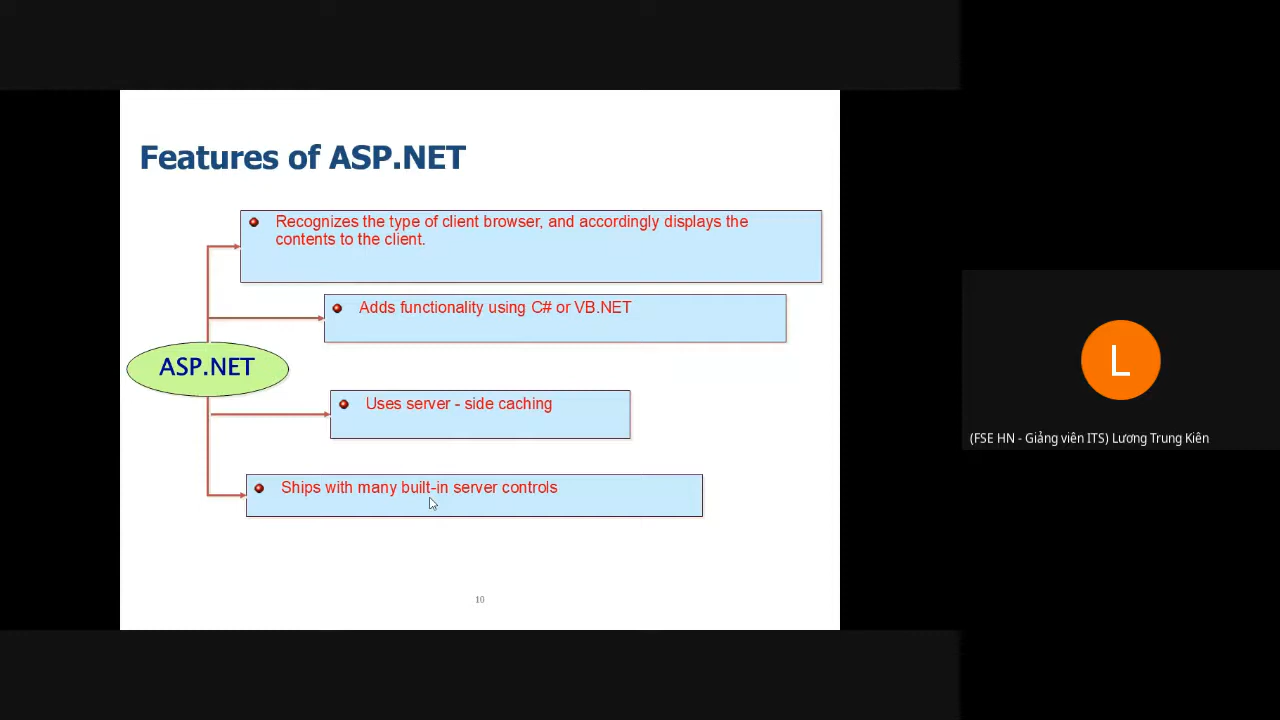 Features of ASP.NET
Recognizes the type of client browser, and accordingly displays the
contents to the client.
Adds functionality using C# or VB.NET
ASP.NET
Uses server - side caching
Ships with many built-in server controls
10
L
(FSE HN - Giảng viên ITS) Lương Trung Kiên